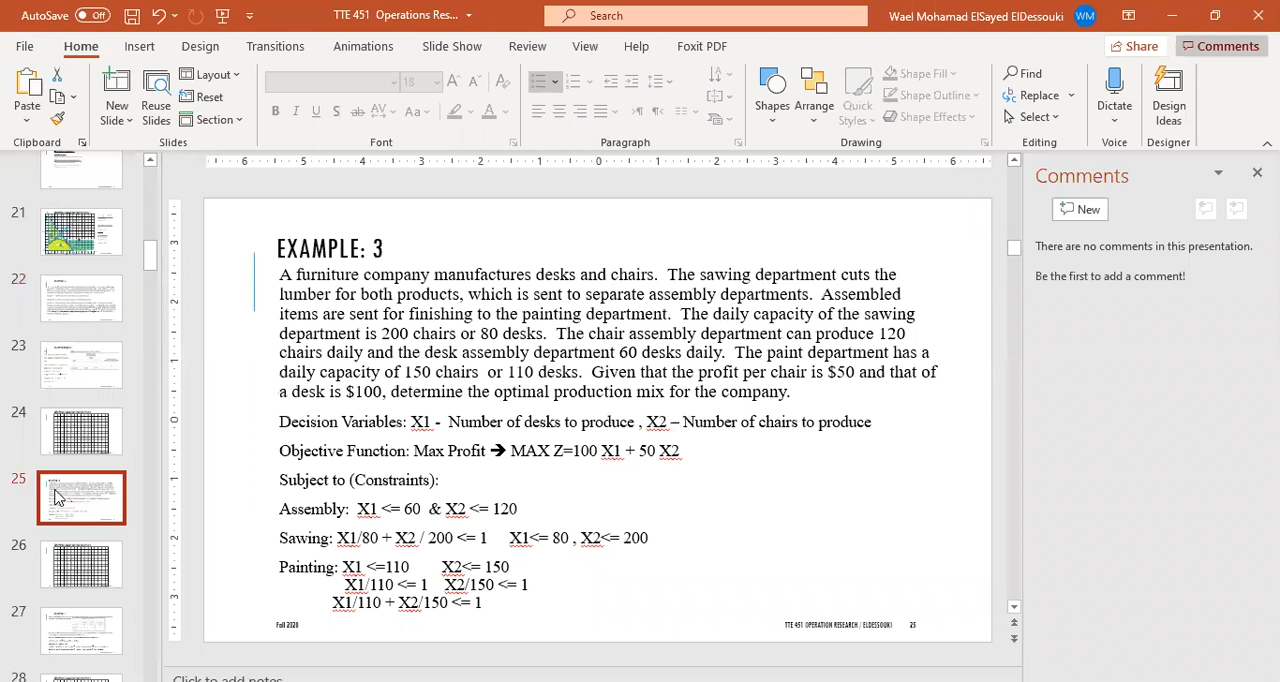 AutoSave Off TTE 451 Operations Res... Search Wael Mohamad ElSayed ElDessouki WM
File Home Insert Design Transitions Animations Slide Show Review View Help Foxit PDF Share Comments
Paste
New Slide
Reuse Slides
Layout
Reset
Section
18
Shapes
Arrange
Quick Styles
Shape Fill
Shape Outline
Shape Effects
Find
Replace
Select
Dictate
Design Ideas
Clipboard Slides Font Paragraph Drawing Editing Voice Designer
21
22
23
24
25
26
27
28
EXAMPLE: 3
A furniture company manufactures desks and chairs. The sawing department cuts the
lumber for both products, which is sent to separate assembly departments. Assembled
items are sent for finishing to the painting department. The daily capacity of the sawing
department is 200 chairs or 80 desks. The chair assembly department can produce 120
chairs daily and the desk assembly department 60 desks daily. The paint department has a
daily capacity of 150 chairs or 110 desks. Given that the profit per chair is $50 and that of
a desk is $100, determine the optimal production mix for the company.
Decision Variables: X1 - Number of desks to produce , X2 – Number of chairs to produce
Objective Function: Max Profit ➔ MAX Z=100 X1 + 50 X2
Subject to (Constraints):
Assembly: X1 <= 60 & X2 <= 120
Sawing: X1/80 + X2 / 200 <= 1 X1<= 80 , X2<= 200
Painting: X1 <=110 X2<= 150
X1/110 <= 1 X2/150 <= 1
X1/110 + X2/150 <= 1
Fall 2020 TTE 451 OPERATION RESEARCH / ELDESSOUKI 25
Click to add notes
Comments
New
There are no comments in this presentation.
Be the first to add a comment!